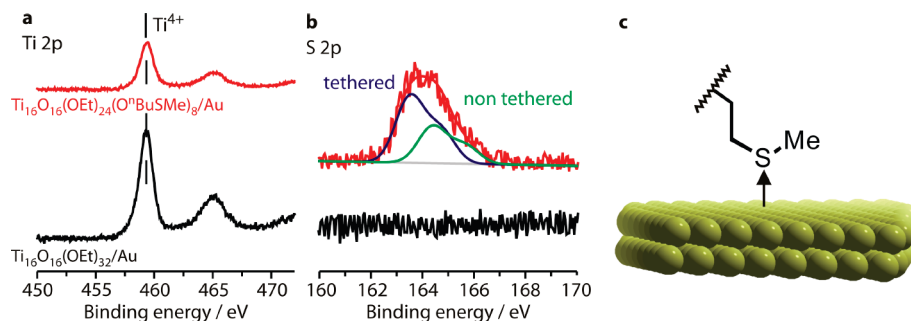 a
Ti 2p
Ti⁴⁺
Ti₁₆O₁₆(OEt)₂₄(OⁿBuSMe)₈/Au
Ti₁₆O₁₆(OEt)₃₂/Au
450 455 460 465 470
Binding energy / eV
b
S 2p
tethered
non tethered
160 162 164 166 168 170
Binding energy / eV
c
S
Me